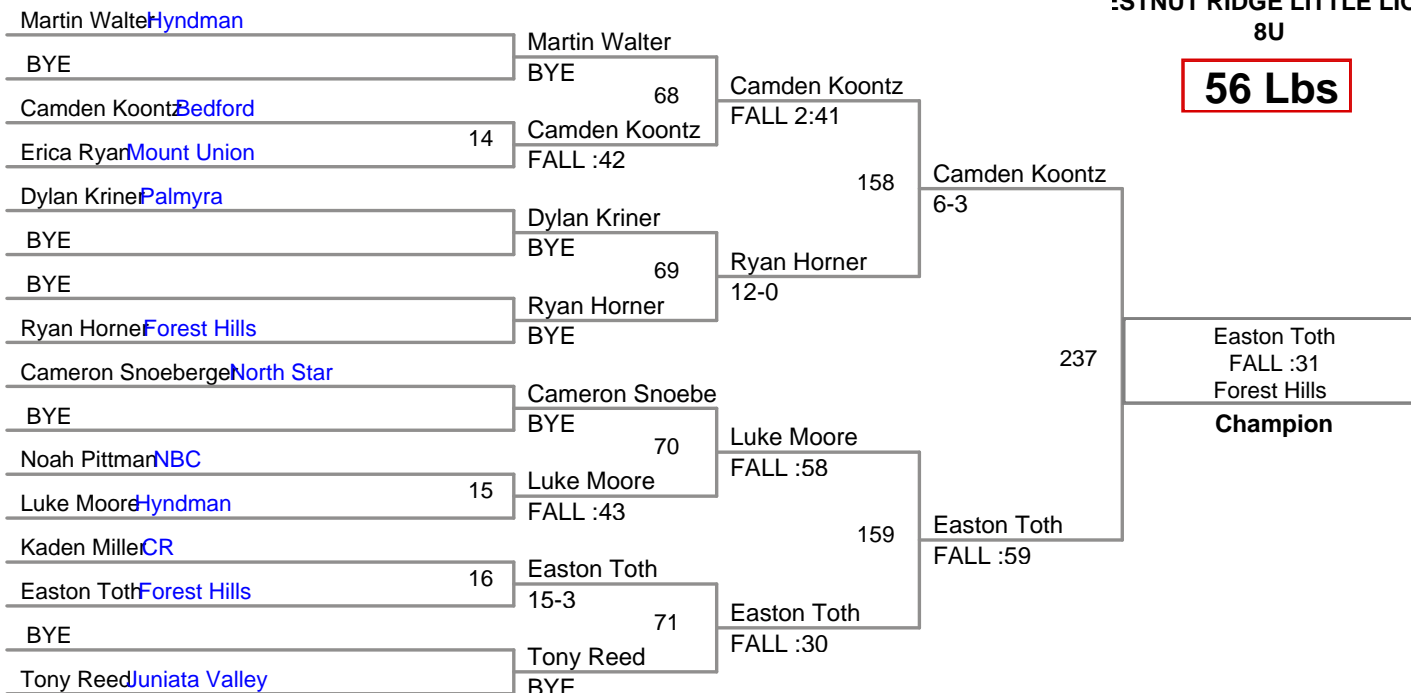 ESTNUT RIDGE LITTLE LIO
8U
56 Lbs
Martin Walter Hyndman
BYE
Camden Koontz Bedford
Erica Ryan Mount Union
Dylan Kriner Palmyra
BYE
BYE
Ryan Horner Forest Hills
Cameron Snoeberger North Star
BYE
Noah Pittman NBC
Luke Moore Hyndman
Kaden Miller CR
Easton Toth Forest Hills
BYE
Tony Reed Juniata Valley
14
15
16
Martin Walter
BYE
Camden Koontz
FALL :42
Dylan Kriner
BYE
Ryan Horner
BYE
Cameron Snoebe
BYE
Luke Moore
FALL :43
Easton Toth
15-3
Tony Reed
BYE
68
69
70
71
Camden Koontz
FALL 2:41
Ryan Horner
12-0
Luke Moore
FALL :58
Easton Toth
FALL :30
158
159
Camden Koontz
6-3
Easton Toth
FALL :59
237
Easton Toth
FALL :31
Forest Hills
Champion